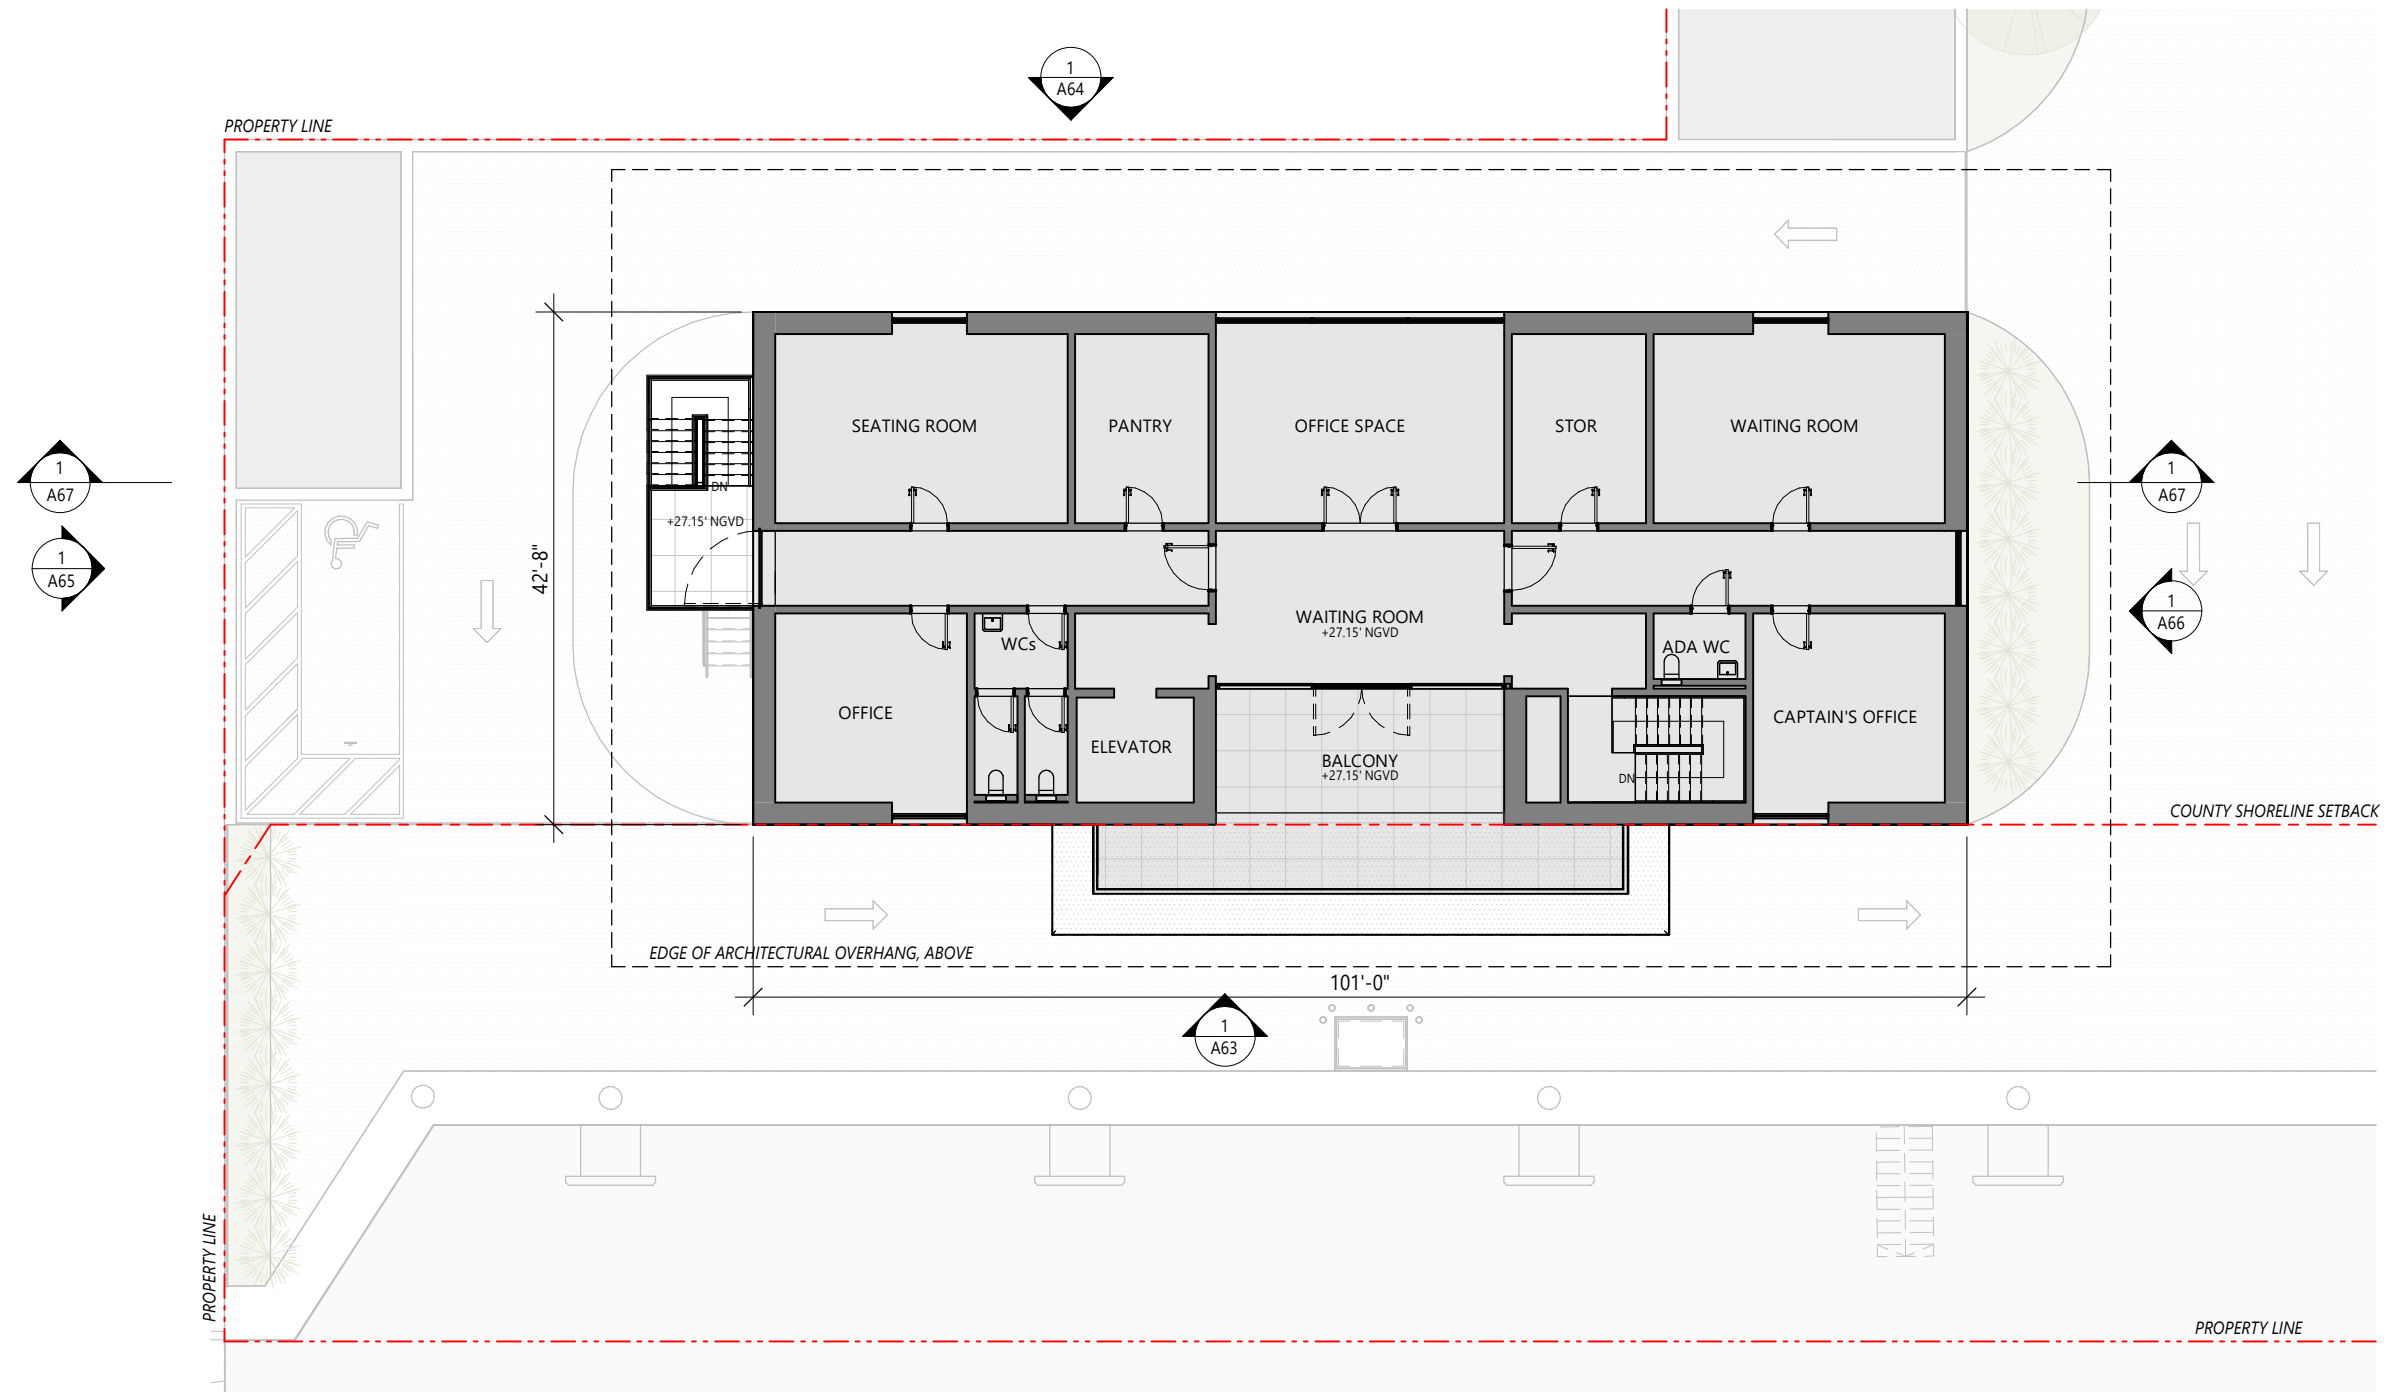 1
A64
PROPERTY LINE
SEATING ROOM
PANTRY
OFFICE SPACE
STOR
WAITING ROOM
1
A67
1
A67
DN
+27.15' NGVD
1
A65
42'-8"
1
A66
WAITING ROOM
+27.15' NGVD
WCs
ADA WC
OFFICE
CAPTAIN'S OFFICE
ELEVATOR
BALCONY
+27.15' NGVD
DN
COUNTY SHORELINE SETBACK
EDGE OF ARCHITECTURAL OVERHANG, ABOVE
101'-0"
1
A63
PROPERTY LINE
PROPERTY LINE